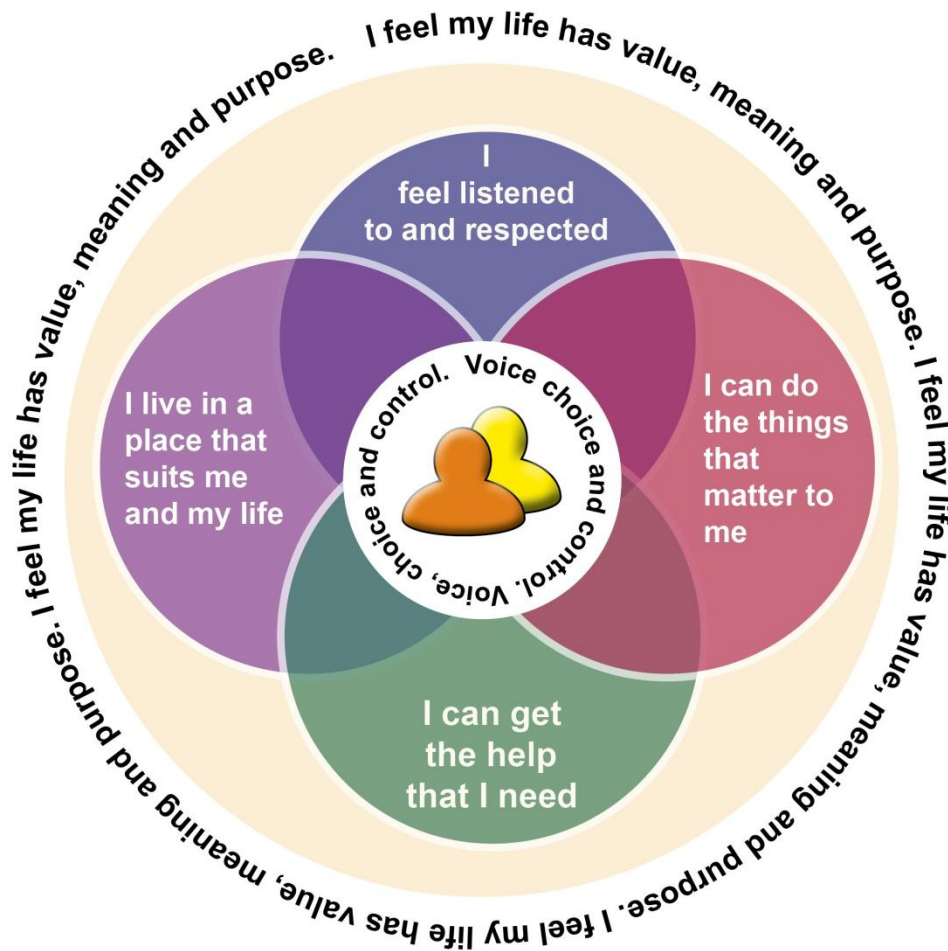 I feel my life has value, meaning and purpose. I feel my life has value, meaning and purpose. I feel my life has value, meaning and purpose. I feel my life has value, meaning and purpose.
I
feel listened
to and respected
I live in a
place that
suits me
and my life
Voice choice and control. Voice, choice and control.
I can do
the things
that
matter to
me
I can get
the help
that I need